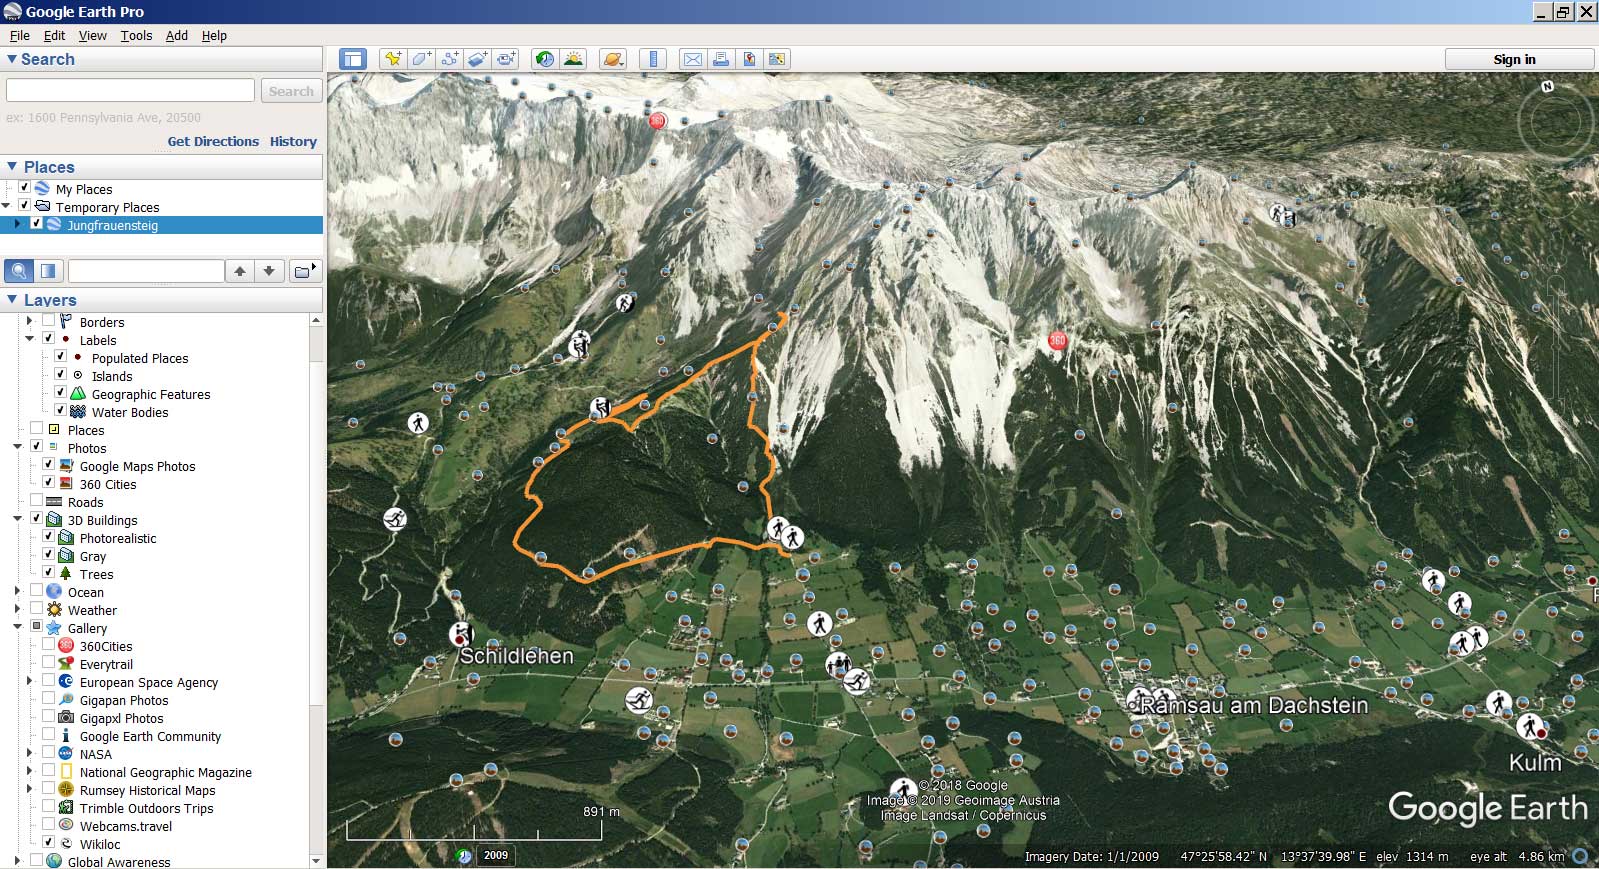 Google Earth Pro
File Edit View Tools Add Help
Search
Search
ex: 1600 Pennsylvania Ave, 20500
Get Directions History
Places
My Places
Temporary Places
Jungfrauensteig
Layers
Borders
Labels
Populated Places
Islands
Geographic Features
Water Bodies
Places
Photos
Google Maps Photos
360 Cities
Roads
3D Buildings
Photorealistic
Gray
Trees
Ocean
Weather
Gallery
360Cities
Everytrail
European Space Agency
Gigapan Photos
Gigapxl Photos
Google Earth Community
NASA
National Geographic Magazine
Rumsey Historical Maps
Trimble Outdoors Trips
Webcams.travel
Wikiloc
Global Awareness
Sign in
N
360
360
Schildlehen
Ramsau am Dachstein
Kulm
© 2018 Google
Image © 2019 Geoimage Austria
Image Landsat / Copernicus
891 m
Google Earth
2009
Imagery Date: 1/1/2009 47°25'58.42" N 13°37'39.98" E elev 1314 m eye alt 4.86 km